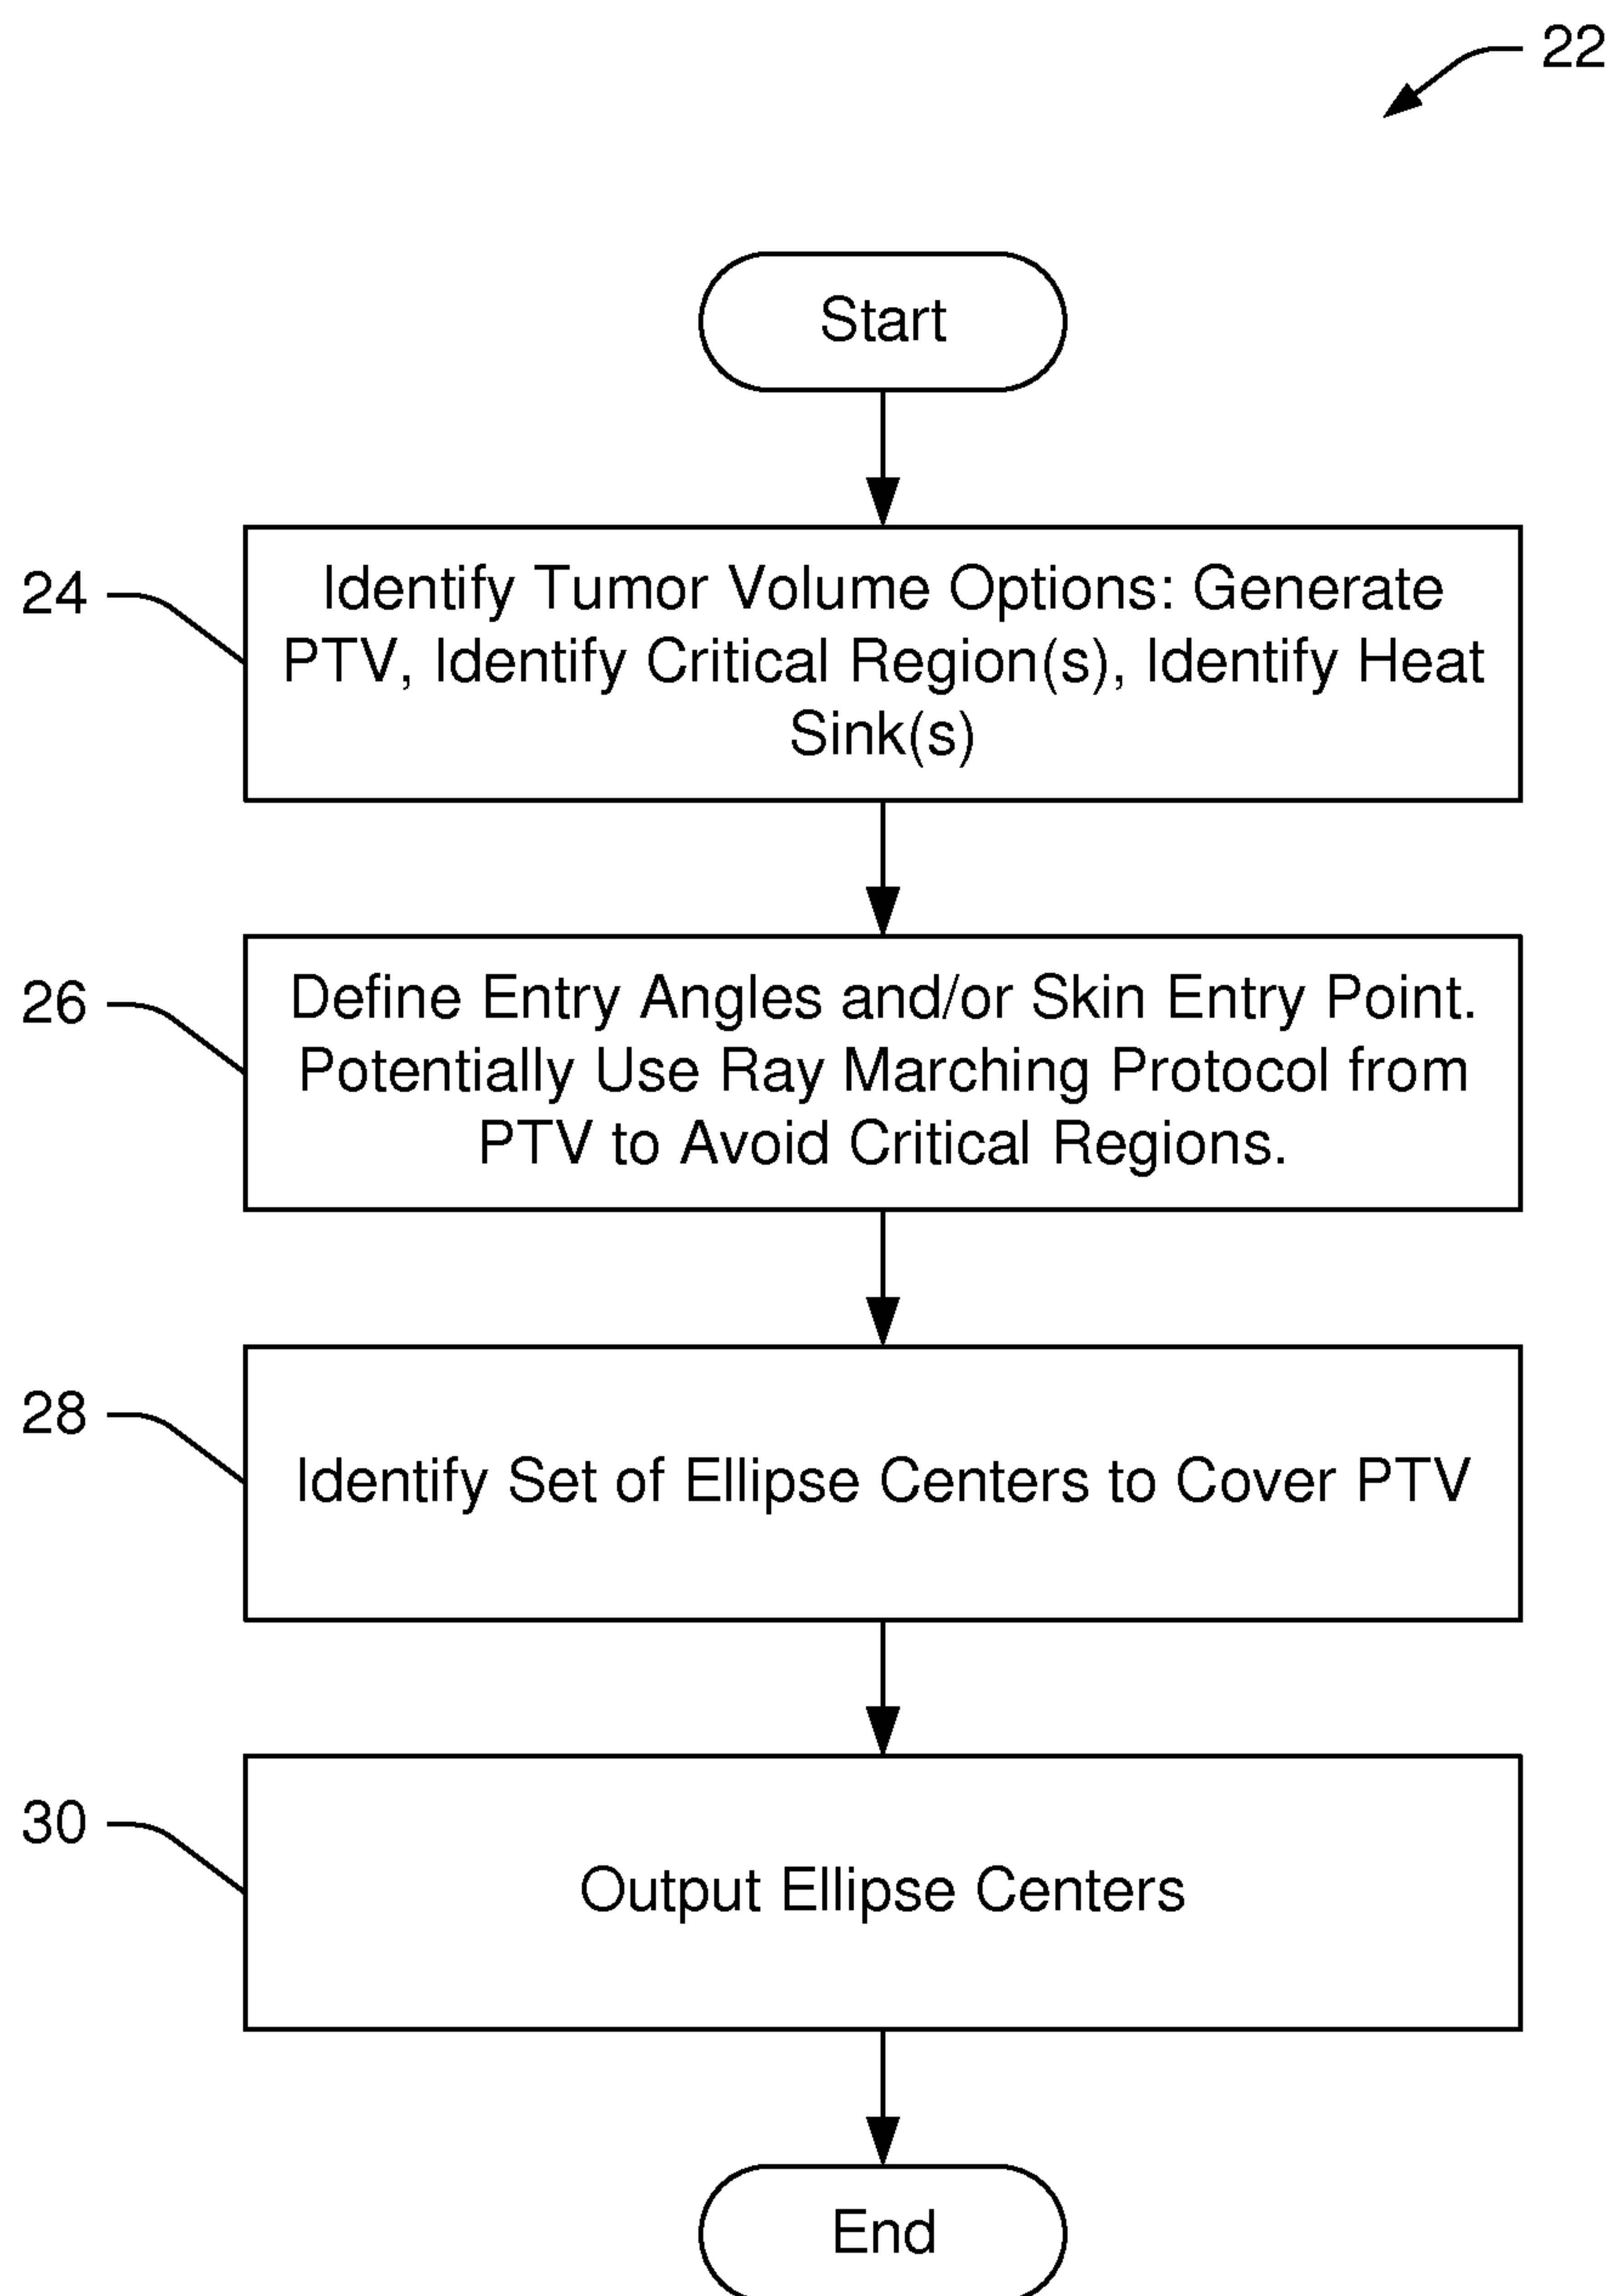 22
Start
24
Identify Tumor Volume Options: Generate
PTV, Identify Critical Region(s), Identify Heat
Sink(s)
26
Define Entry Angles and/or Skin Entry Point.
Potentially Use Ray Marching Protocol from
PTV to Avoid Critical Regions.
28
Identify Set of Ellipse Centers to Cover PTV
30
Output Ellipse Centers
End